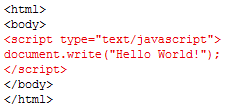 <html>
<body>
<script type="text/javascript">
document.write("Hello World!");
</script>
</body>
</html>